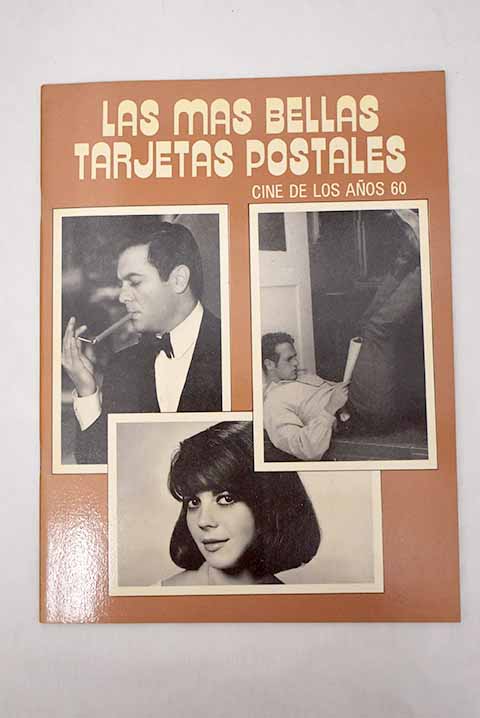 LAS MAS BELLAS
TARJETAS POSTALES
CINE DE LOS AÑOS 60